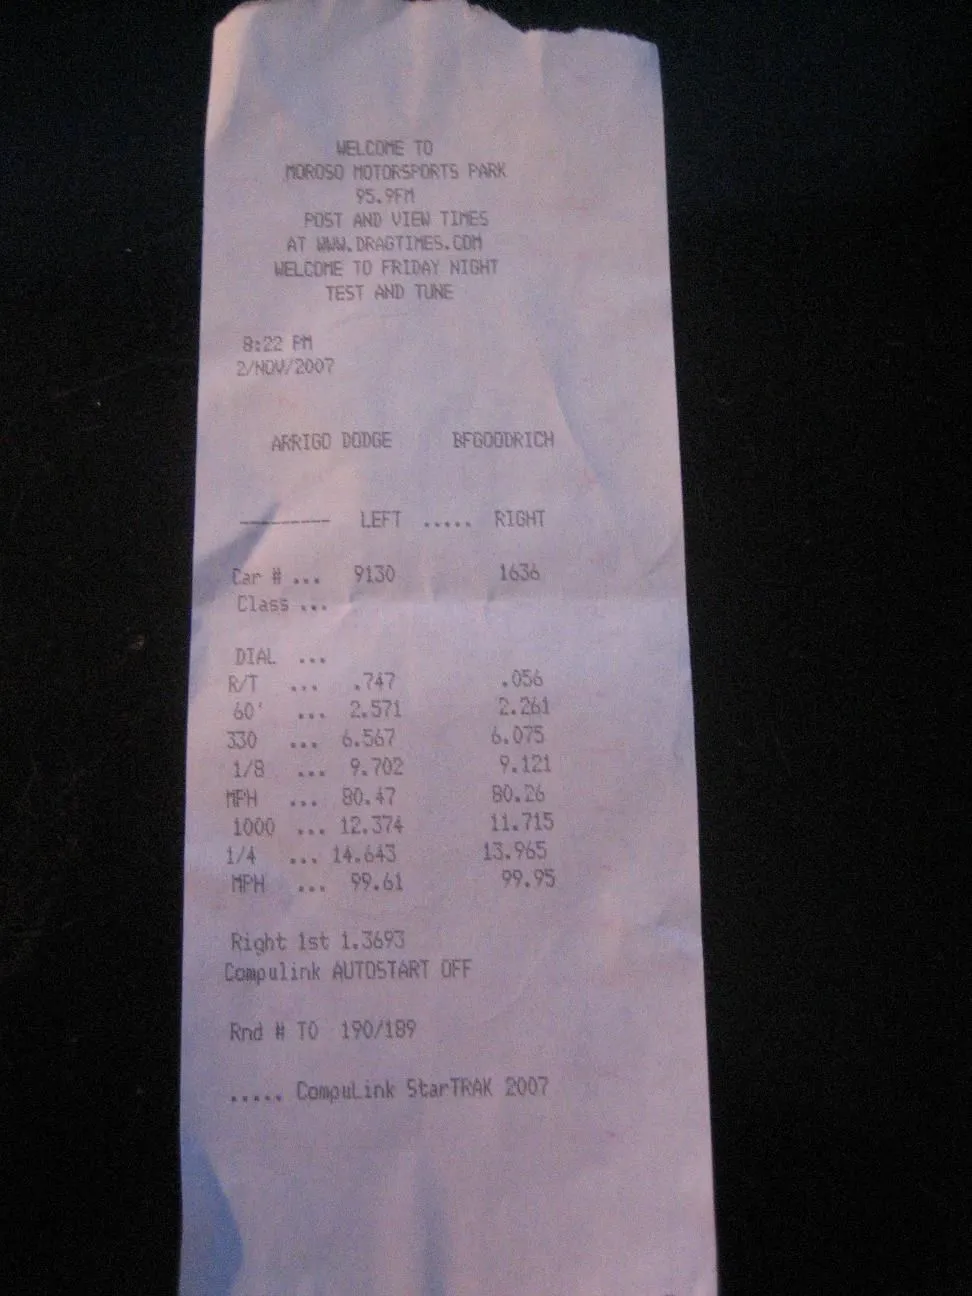 WELCOME TO
MOROSO MOTORSPORTS PARK
95.9FM
POST AND VIEW TIMES
AT WWW.DRAGTIMES.COM
WELCOME TO FRIDAY NIGHT
TEST AND TUNE
8:22 PM
2/NOV/2007
ARRIGO DODGE BFGOODRICH
--------- LEFT ..... RIGHT
Car # ... 9130 1636
Class ...
DIAL ...
R/T ... .747 .056
60' ... 2.571 2.261
330 ... 6.567 6.075
1/8 ... 9.702 9.121
MPH ... 80.47 80.26
1000 ... 12.374 11.715
1/4 ... 14.643 13.965
MPH ... 99.61 99.95
Right 1st 1.3693
Compulink AUTOSTART OFF
Rnd # TO 190/189
..... CompuLink StarTRAK 2007